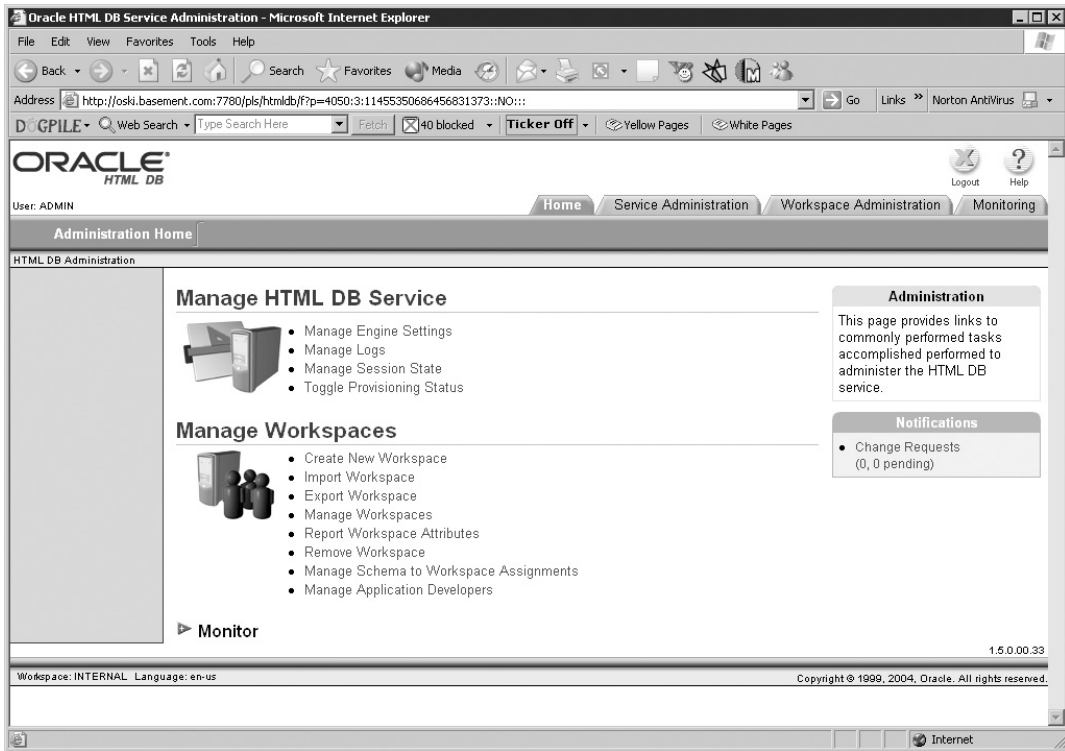 Oracle HTML DB Service Administration - Microsoft Internet Explorer
File Edit View Favorites Tools Help
Back Search Favorites Media
Address http://oski.basement.com:7780/pls/htmldb/f?p=4050:3:11455350686456831373::NO::: Go Links » Norton AntiVirus
DOGPILE Web Search Type Search Here Fetch 40 blocked Ticker Off Yellow Pages White Pages
ORACLE
HTML DB
Logout Help
User: ADMIN
Home Service Administration Workspace Administration Monitoring
Administration Home
HTML DB Administration
Manage HTML DB Service
Manage Engine Settings
Manage Logs
Manage Session State
Toggle Provisioning Status
Manage Workspaces
Create New Workspace
Import Workspace
Export Workspace
Manage Workspaces
Report Workspace Attributes
Remove Workspace
Manage Schema to Workspace Assignments
Manage Application Developers
Monitor
Administration
This page provides links to
commonly performed tasks
accomplished performed to
administer the HTML DB
service.
Notifications
Change Requests
(0, 0 pending)
1.5.0.00.33
Workspace: INTERNAL Language: en-us
Copyright © 1999, 2004, Oracle. All rights reserved.
Internet